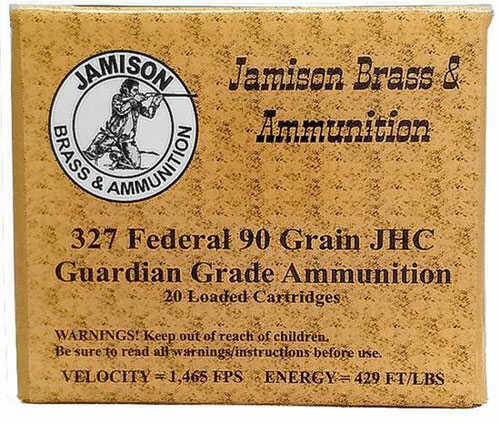 JAMISON
BRASS & AMMUNITION
Jamison Brass &
Ammunition
327 Federal 90 Grain JHC
Guardian Grade Ammunition
20 Loaded Cartridges
WARNINGS! Keep out of reach of children.
Be sure to read all warnings/instructions before use.
VELOCITY = 1,465 FPS ENERGY = 429 FT/LBS